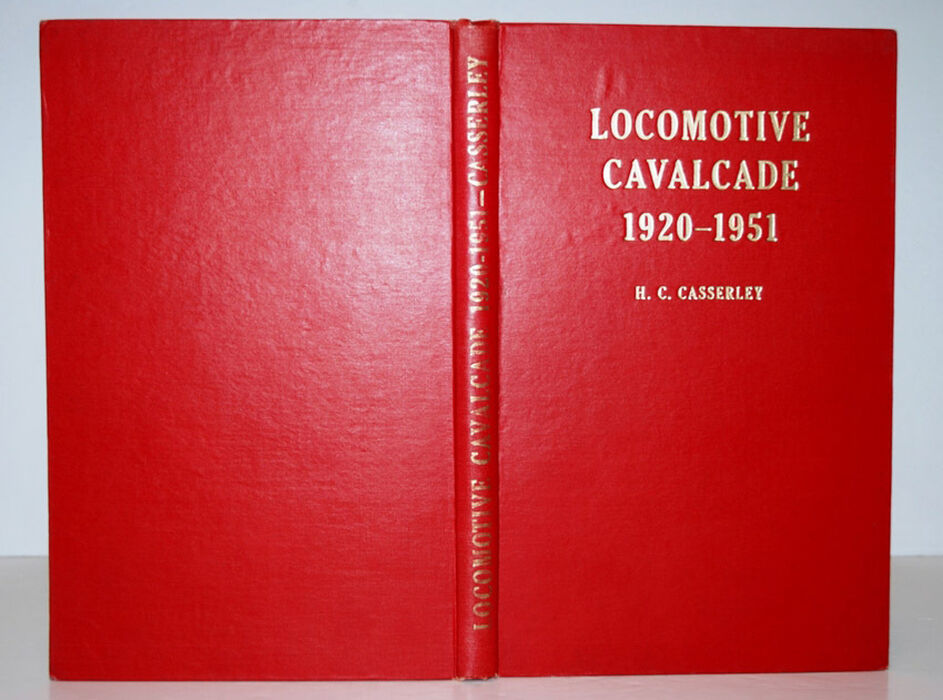 LOCOMOTIVE CAVALCADE 1920-1951-CASSERLEY
LOCOMOTIVE
CAVALCADE
1920-1951
H. C. CASSERLEY